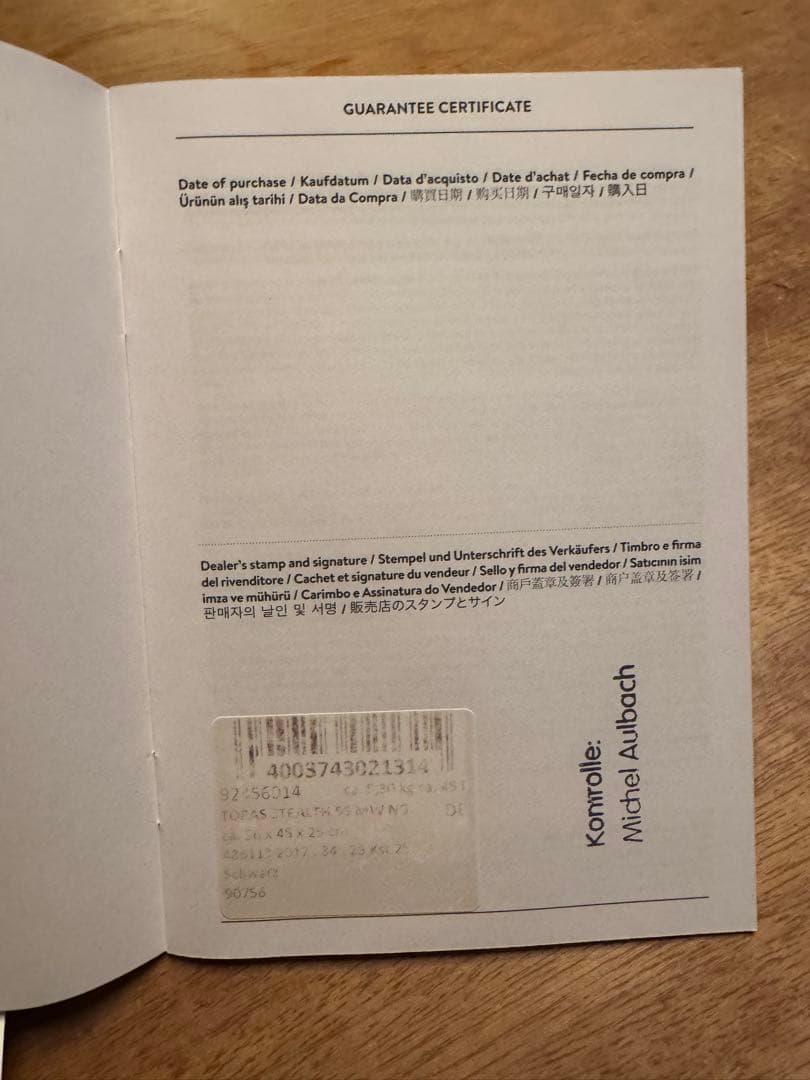 GUARANTEE CERTIFICATE
Date of purchase / Kaufdatum / Data d'acquisto / Date d'achat / Fecha de compra /
Ürünün alış tarihi / Data da Compra / 購買日期 / 购买日期 / 구매일자 / 購入日
Dealer's stamp and signature / Stempel und Unterschrift des Verkäufers / Timbro e firma
del rivenditore / Cachet et signature du vendeur / Sello y firma del vendedor / Satıcının isim
imza ve mühürü / Carimbo e Assinatura do Vendedor / 商戶蓋章及簽署 / 商户盖章及签署 /
판매자의 날인 및 서명 / 販売店のスタンプとサイン
4003743021314
TOPAS STEALTH
Schwarz
90756
Kontrolle:
Michel Aulbach